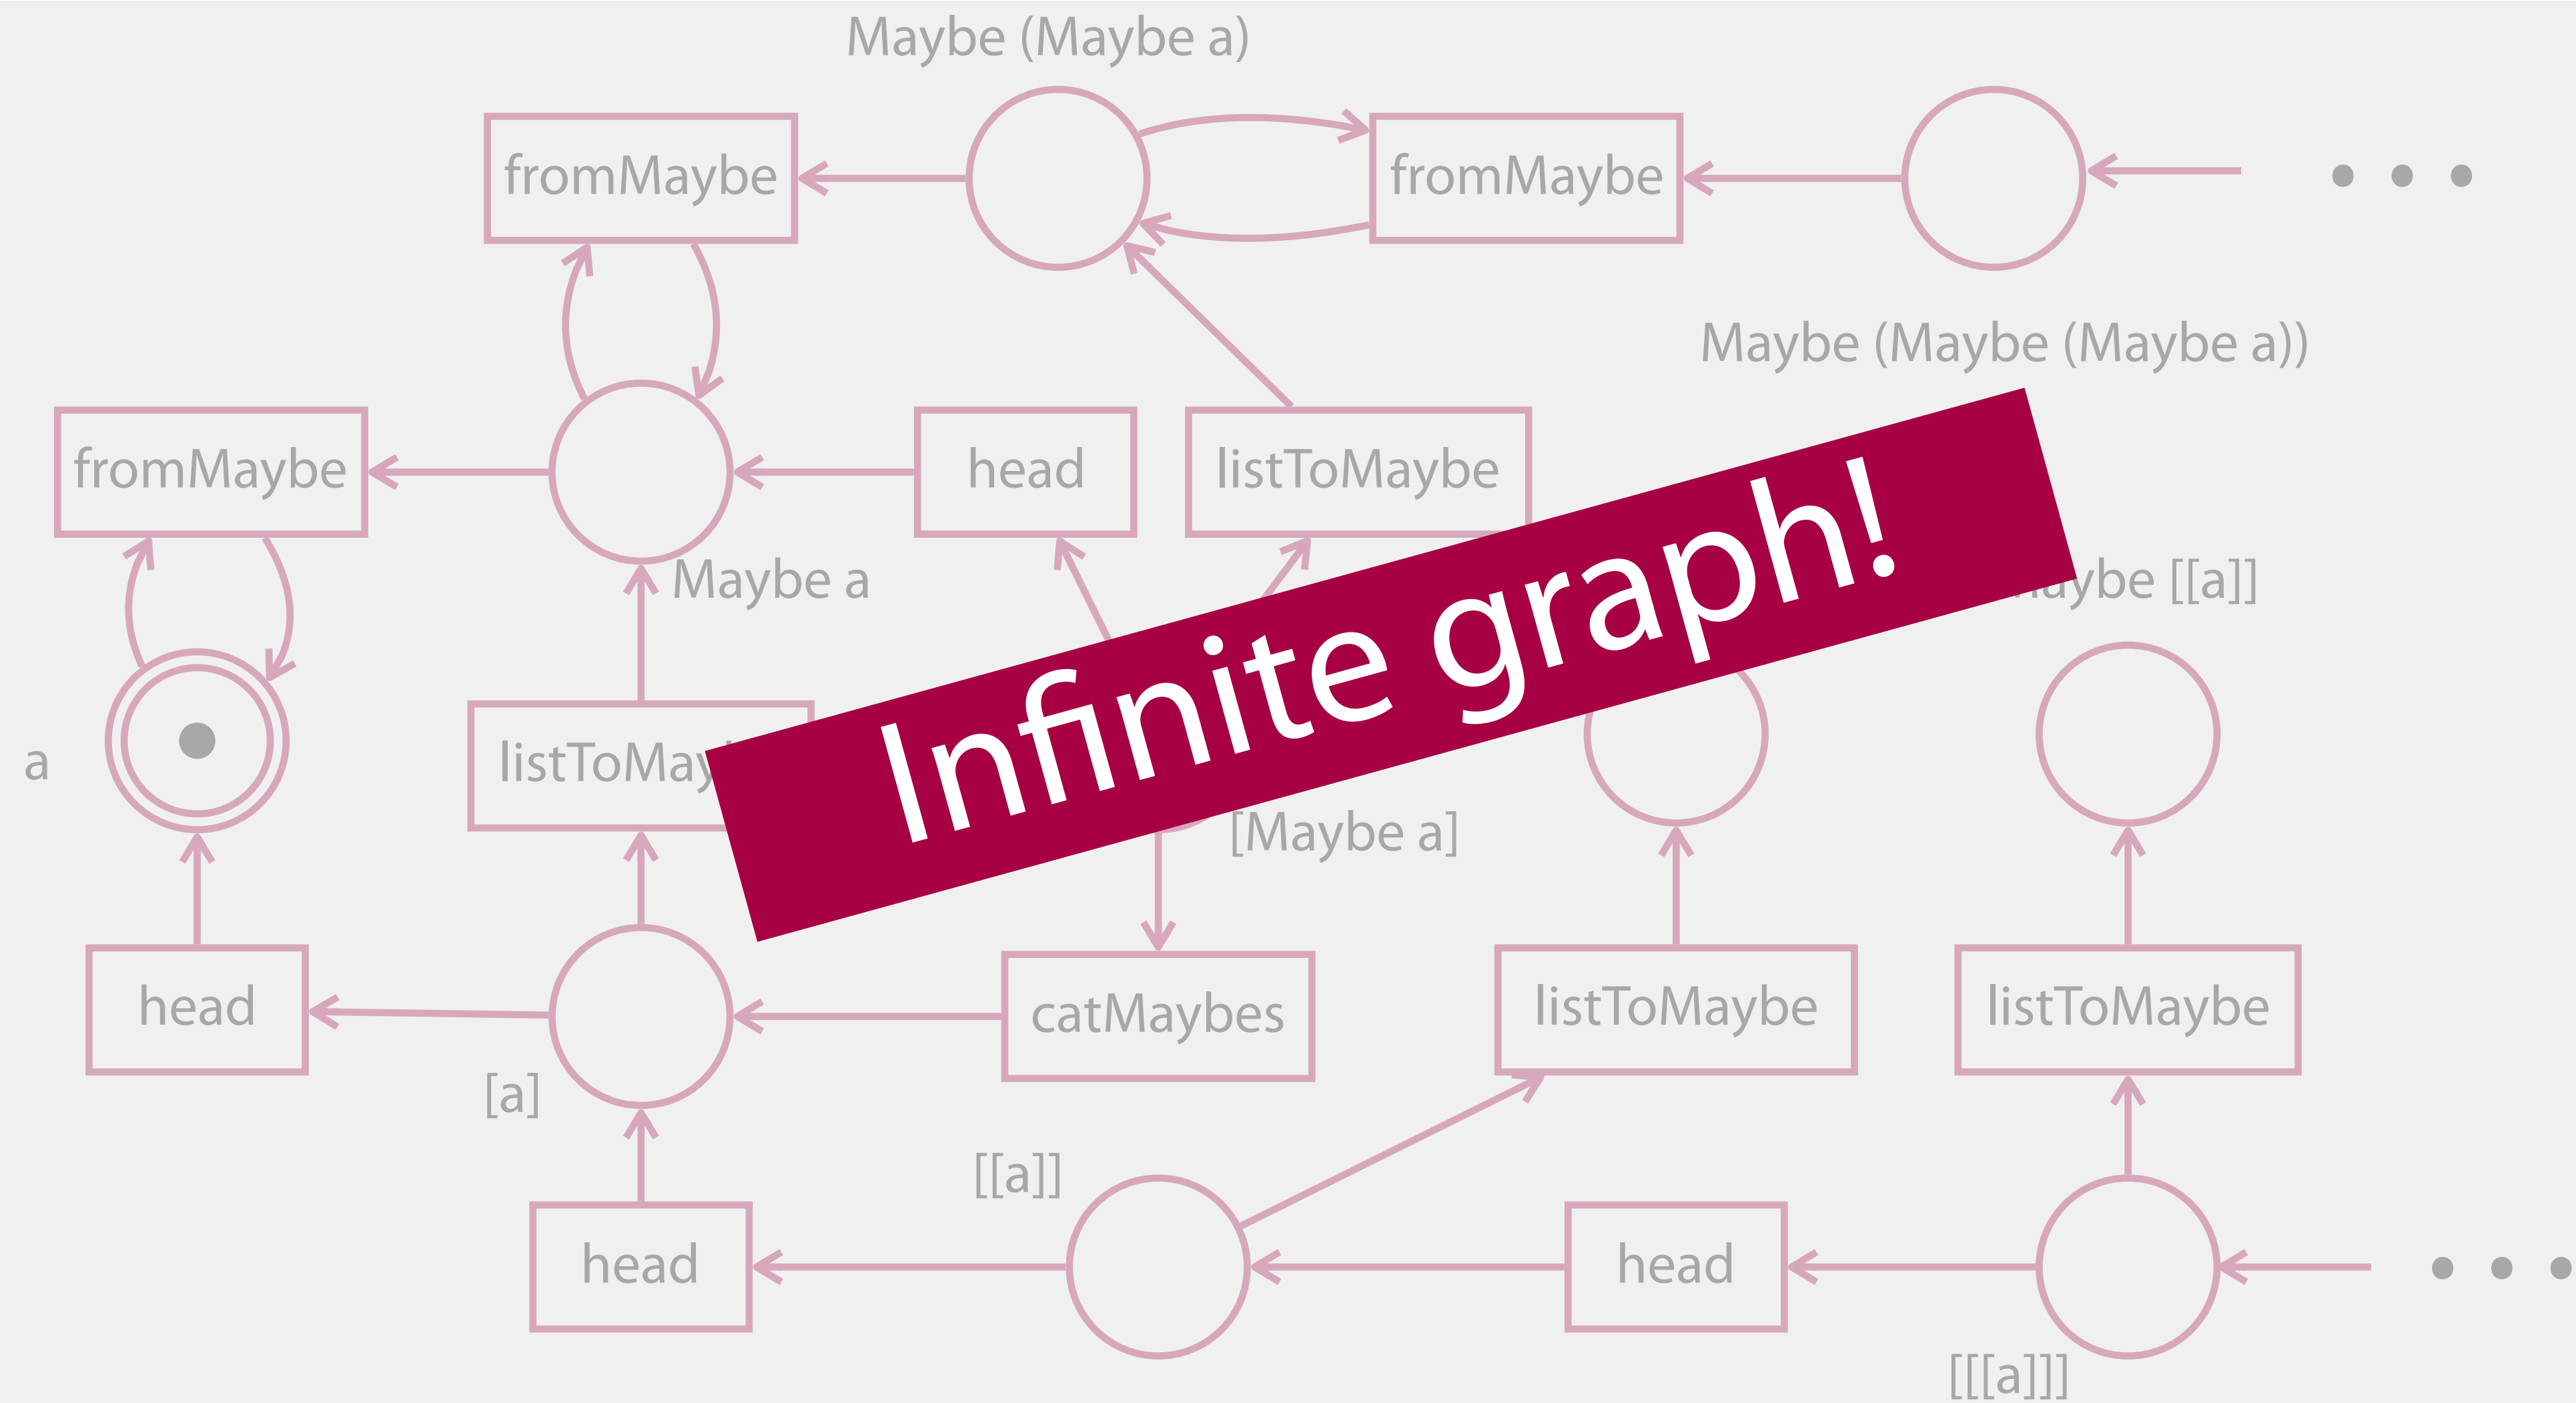 Maybe (Maybe a)
fromMaybe
fromMaybe
Maybe (Maybe (Maybe a))
fromMaybe
head
listToMaybe
Maybe a
Infinite graph!
[[a]]
a
[Maybe a]
head
[a]
catMaybes
listToMaybe
listToMaybe
[[a]]
head
head
[[[a]]]